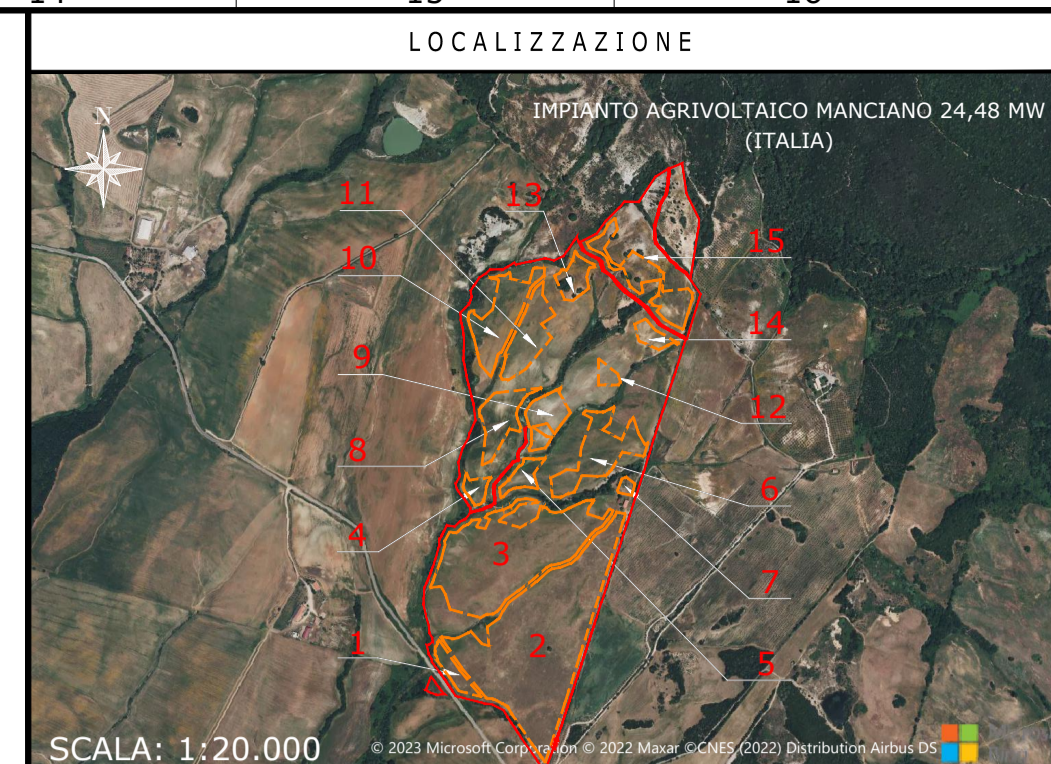 LOCALIZZAZIONE
N
IMPIANTO AGRIVOLTAICO MANCIANO 24,48 MW
(ITALIA)
11
13
15
10
14
9
12
8
6
4
3
7
1
2
5
SCALA: 1:20.000
© 2023 Microsoft Corporation © 2022 Maxar ©CNES (2022) Distribution Airbus DS